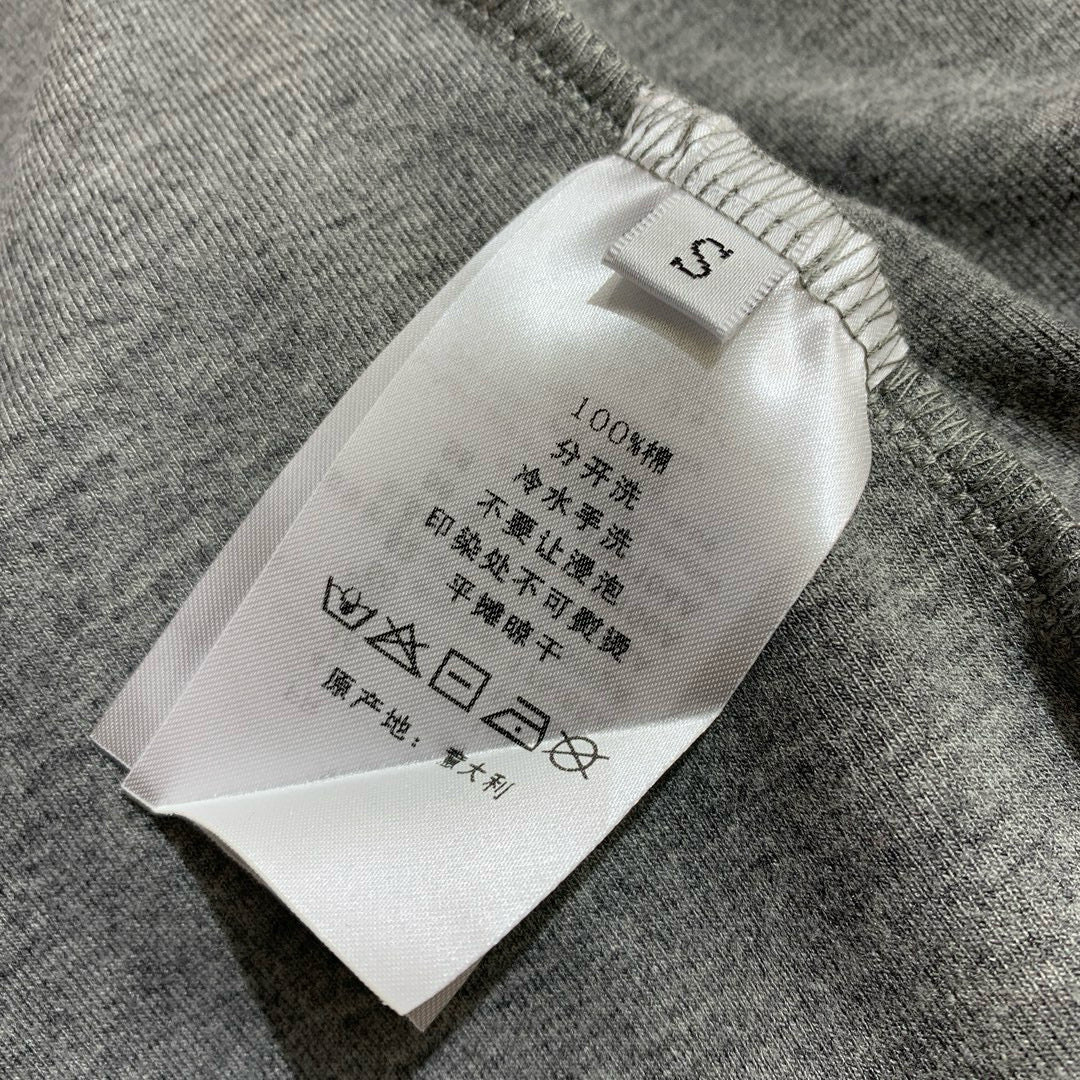 S
100%棉
分开洗
冷水手洗
不要让浸泡
印染处不可熨烫
平摊晾干
原产地：意大利